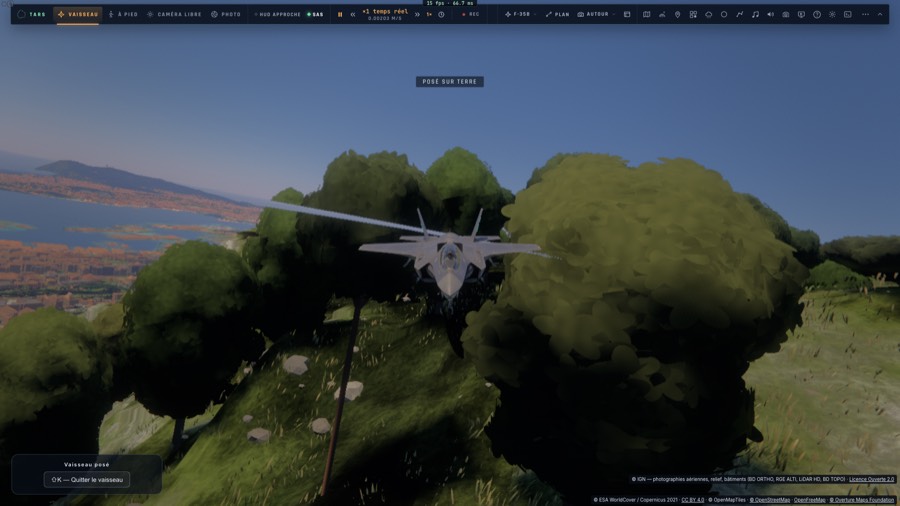 15 fps · 66.7 ms
TARS VAISSEAU À PIED CAMÉRA LIBRE PHOTO HUD APPROCHE SAS ×1 temps réel 1× REC F-35B PLAN AUTOUR
0.00203 M/S
POSÉ SUR TERRE
Vaisseau posé
⇧K — Quitter le vaisseau
© IGN — photographies aériennes, relief, bâtiments (BD ORTHO, RGE ALTI, LiDAR HD, BD TOPO) · Licence Ouverte 2.0
© ESA WorldCover / Copernicus 2021 · CC BY 4.0 · © OpenMapTiles · © OpenStreetMap · OpenFreeMap · © Overture Maps Foundation